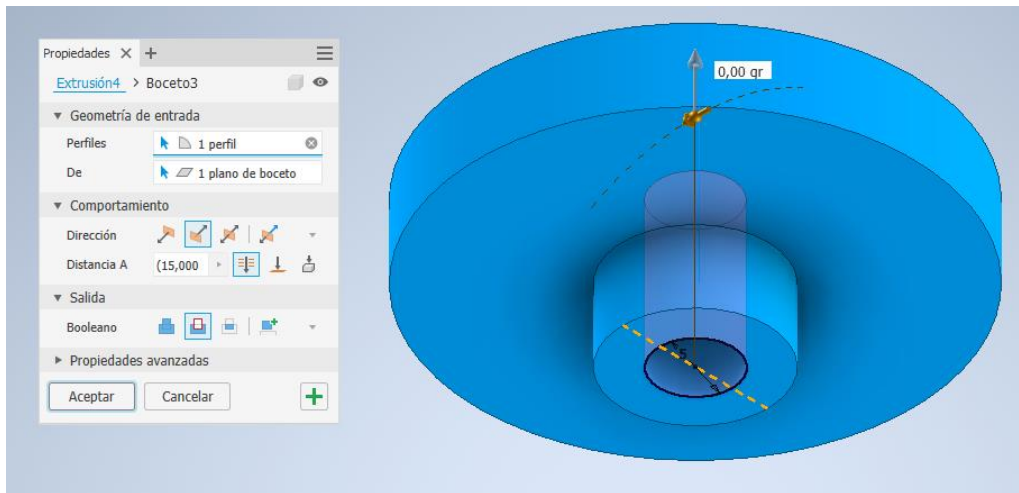 Propiedades × +
Extrusión4 > Boceto3
Geometría de entrada
Perfiles 1 perfil
De 1 plano de boceto
Comportamiento
Dirección
Distancia A (15,000
Salida
Booleano
Propiedades avanzadas
Aceptar Cancelar +
0,00 gr
5